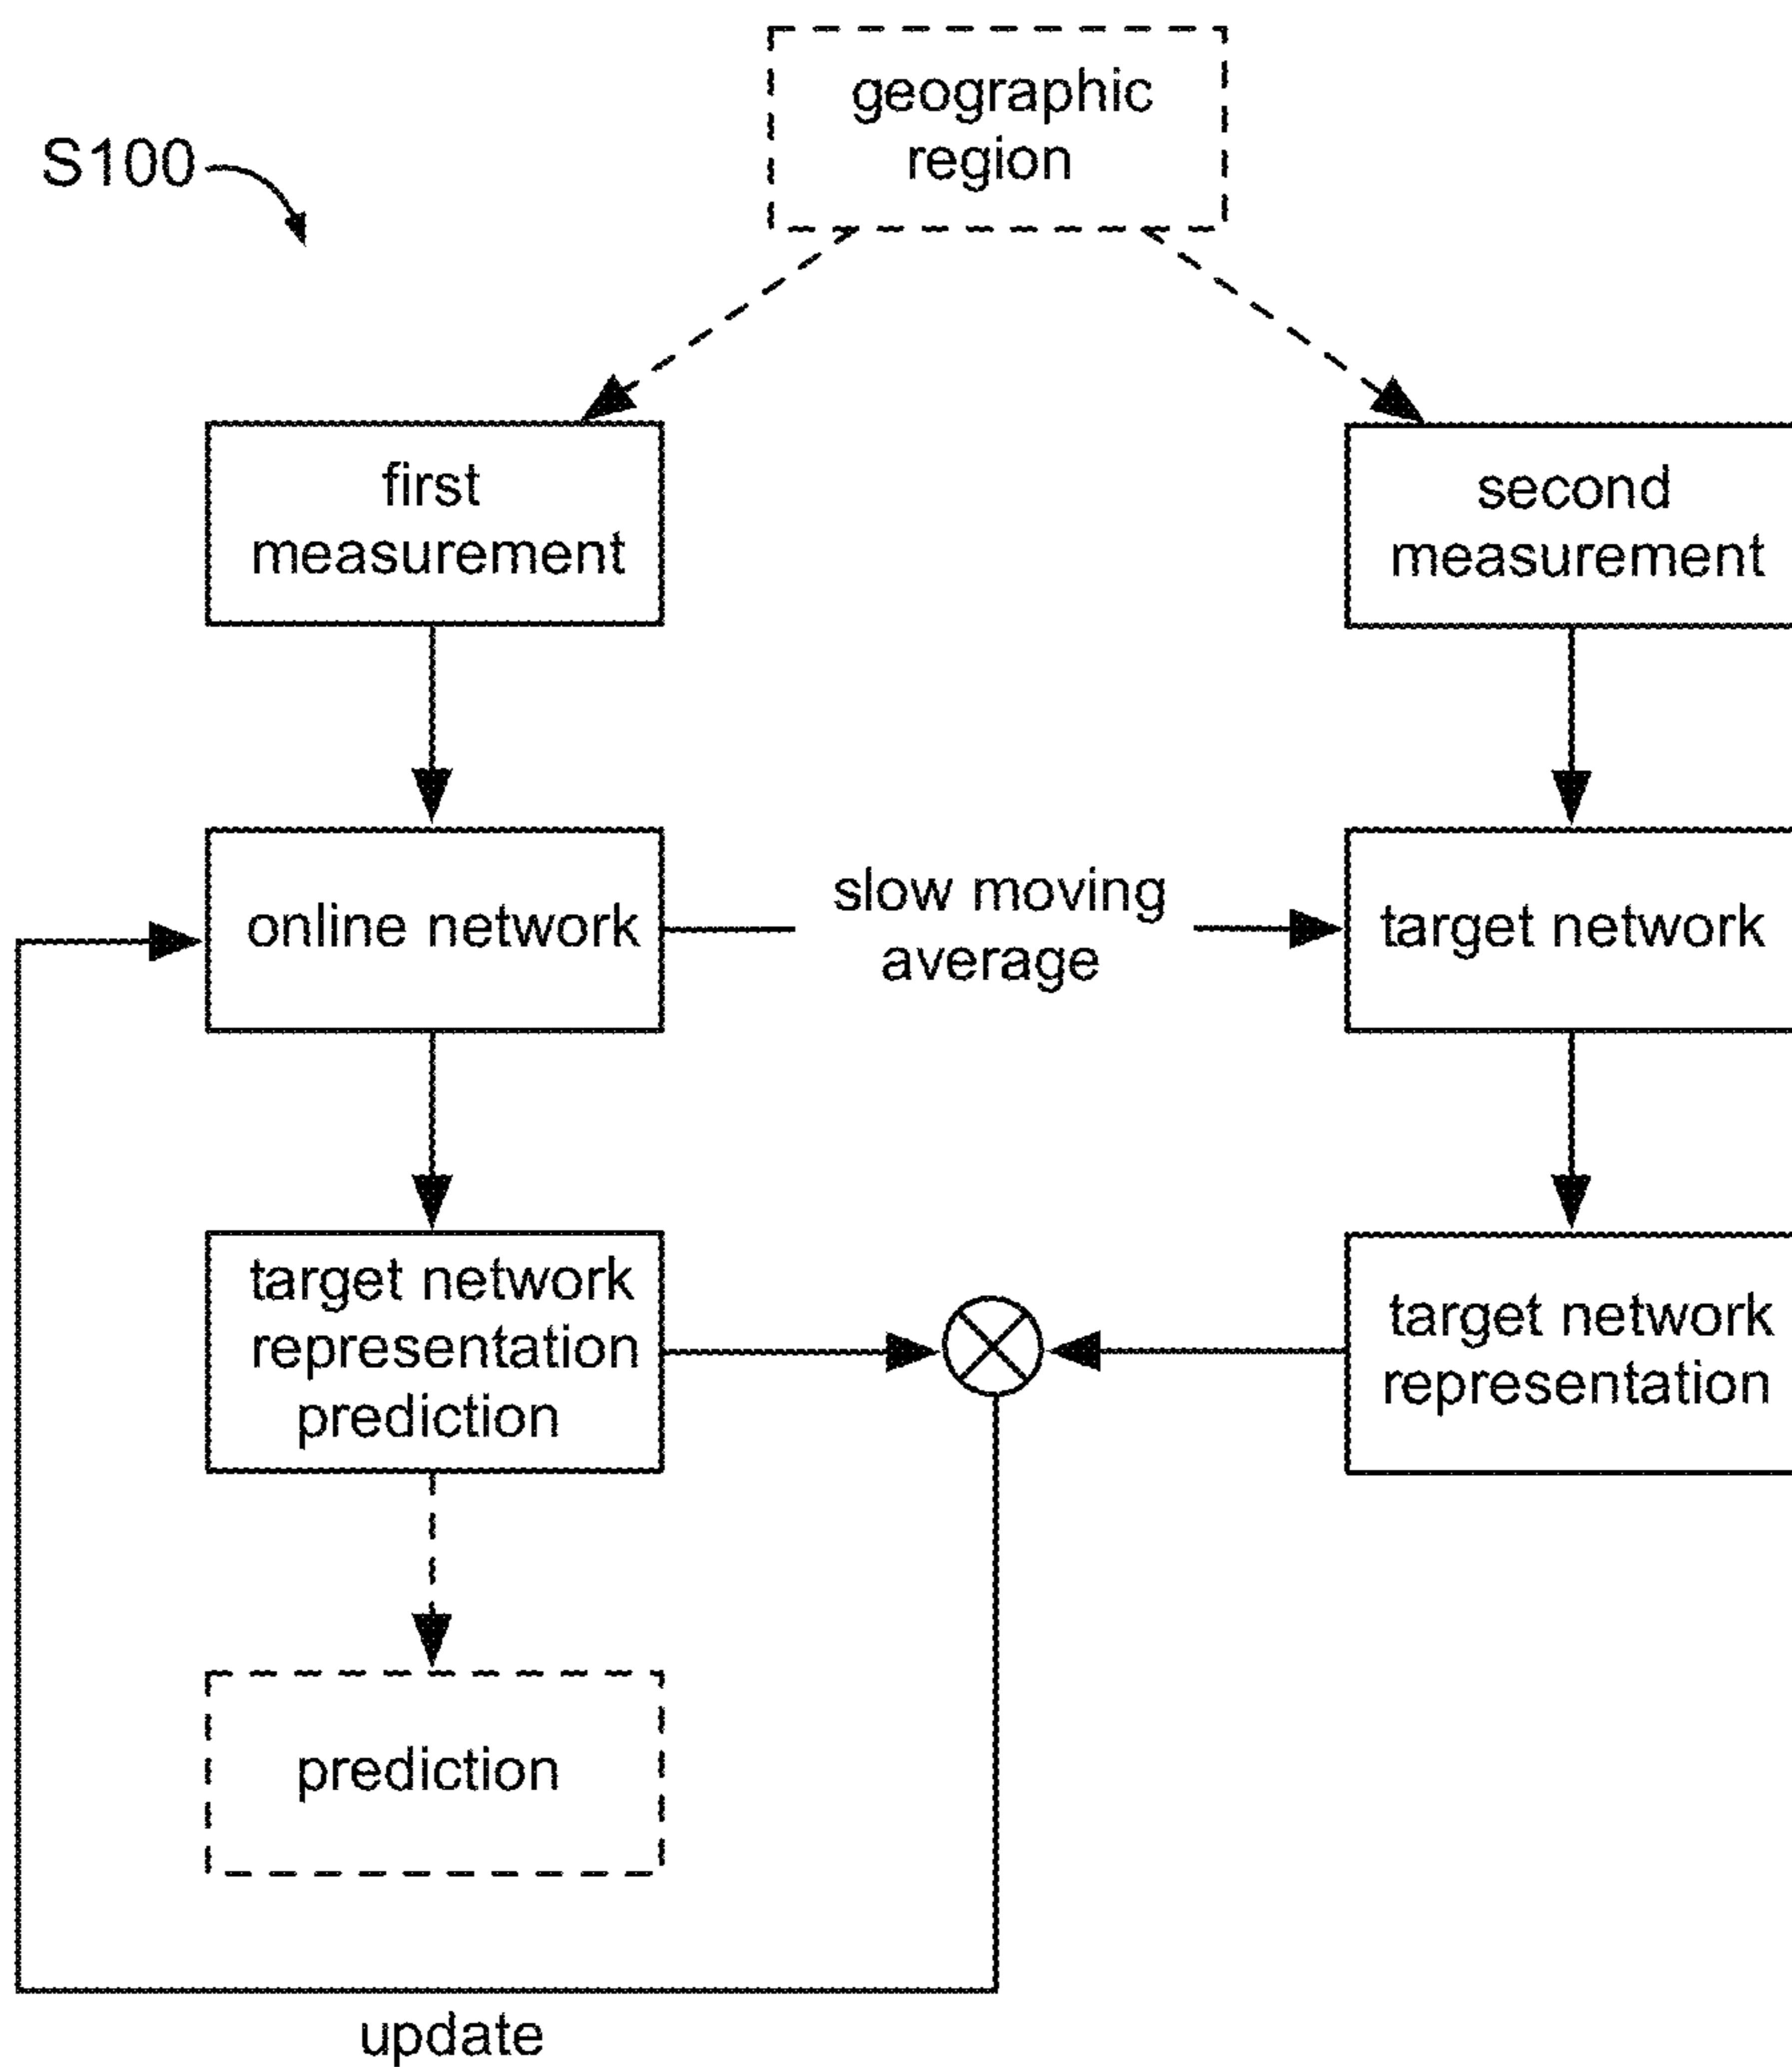 geographic
region
S100
first
measurement
second
measurement
online network
slow moving
average
target network
target network
representation
prediction
target network
representation
prediction
update